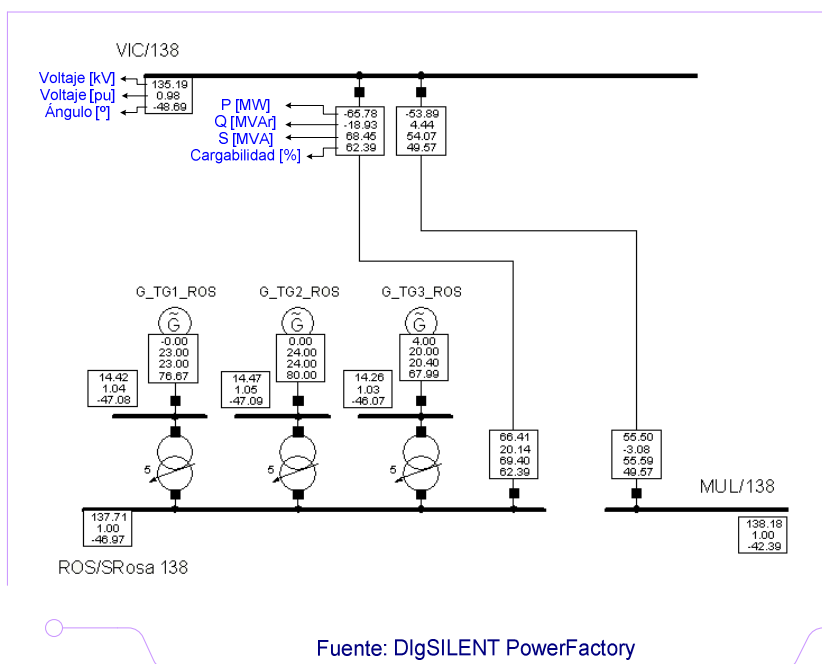 VIC/138
Voltaje [kV]
Voltaje [pu]
Ángulo [º]
135.19
0.98
-48.69
P [MW]
Q [MVAr]
S [MVA]
Cargabilidad [%]
-65.78
-18.93
68.45
62.39
-53.89
4.44
54.07
49.57
G_TG1_ROS
G_TG2_ROS
G_TG3_ROS
G
G
G
-0.00
23.00
23.00
76.67
0.00
24.00
24.00
80.00
4.00
20.00
20.40
67.99
14.42
1.04
-47.08
14.47
1.05
-47.09
14.26
1.03
-46.07
5
5
5
66.41
20.14
69.40
62.39
55.50
-3.08
55.59
49.57
MUL/138
137.71
1.00
-46.97
138.18
1.00
-42.39
ROS/SRosa 138
Fuente: DIgSILENT PowerFactory